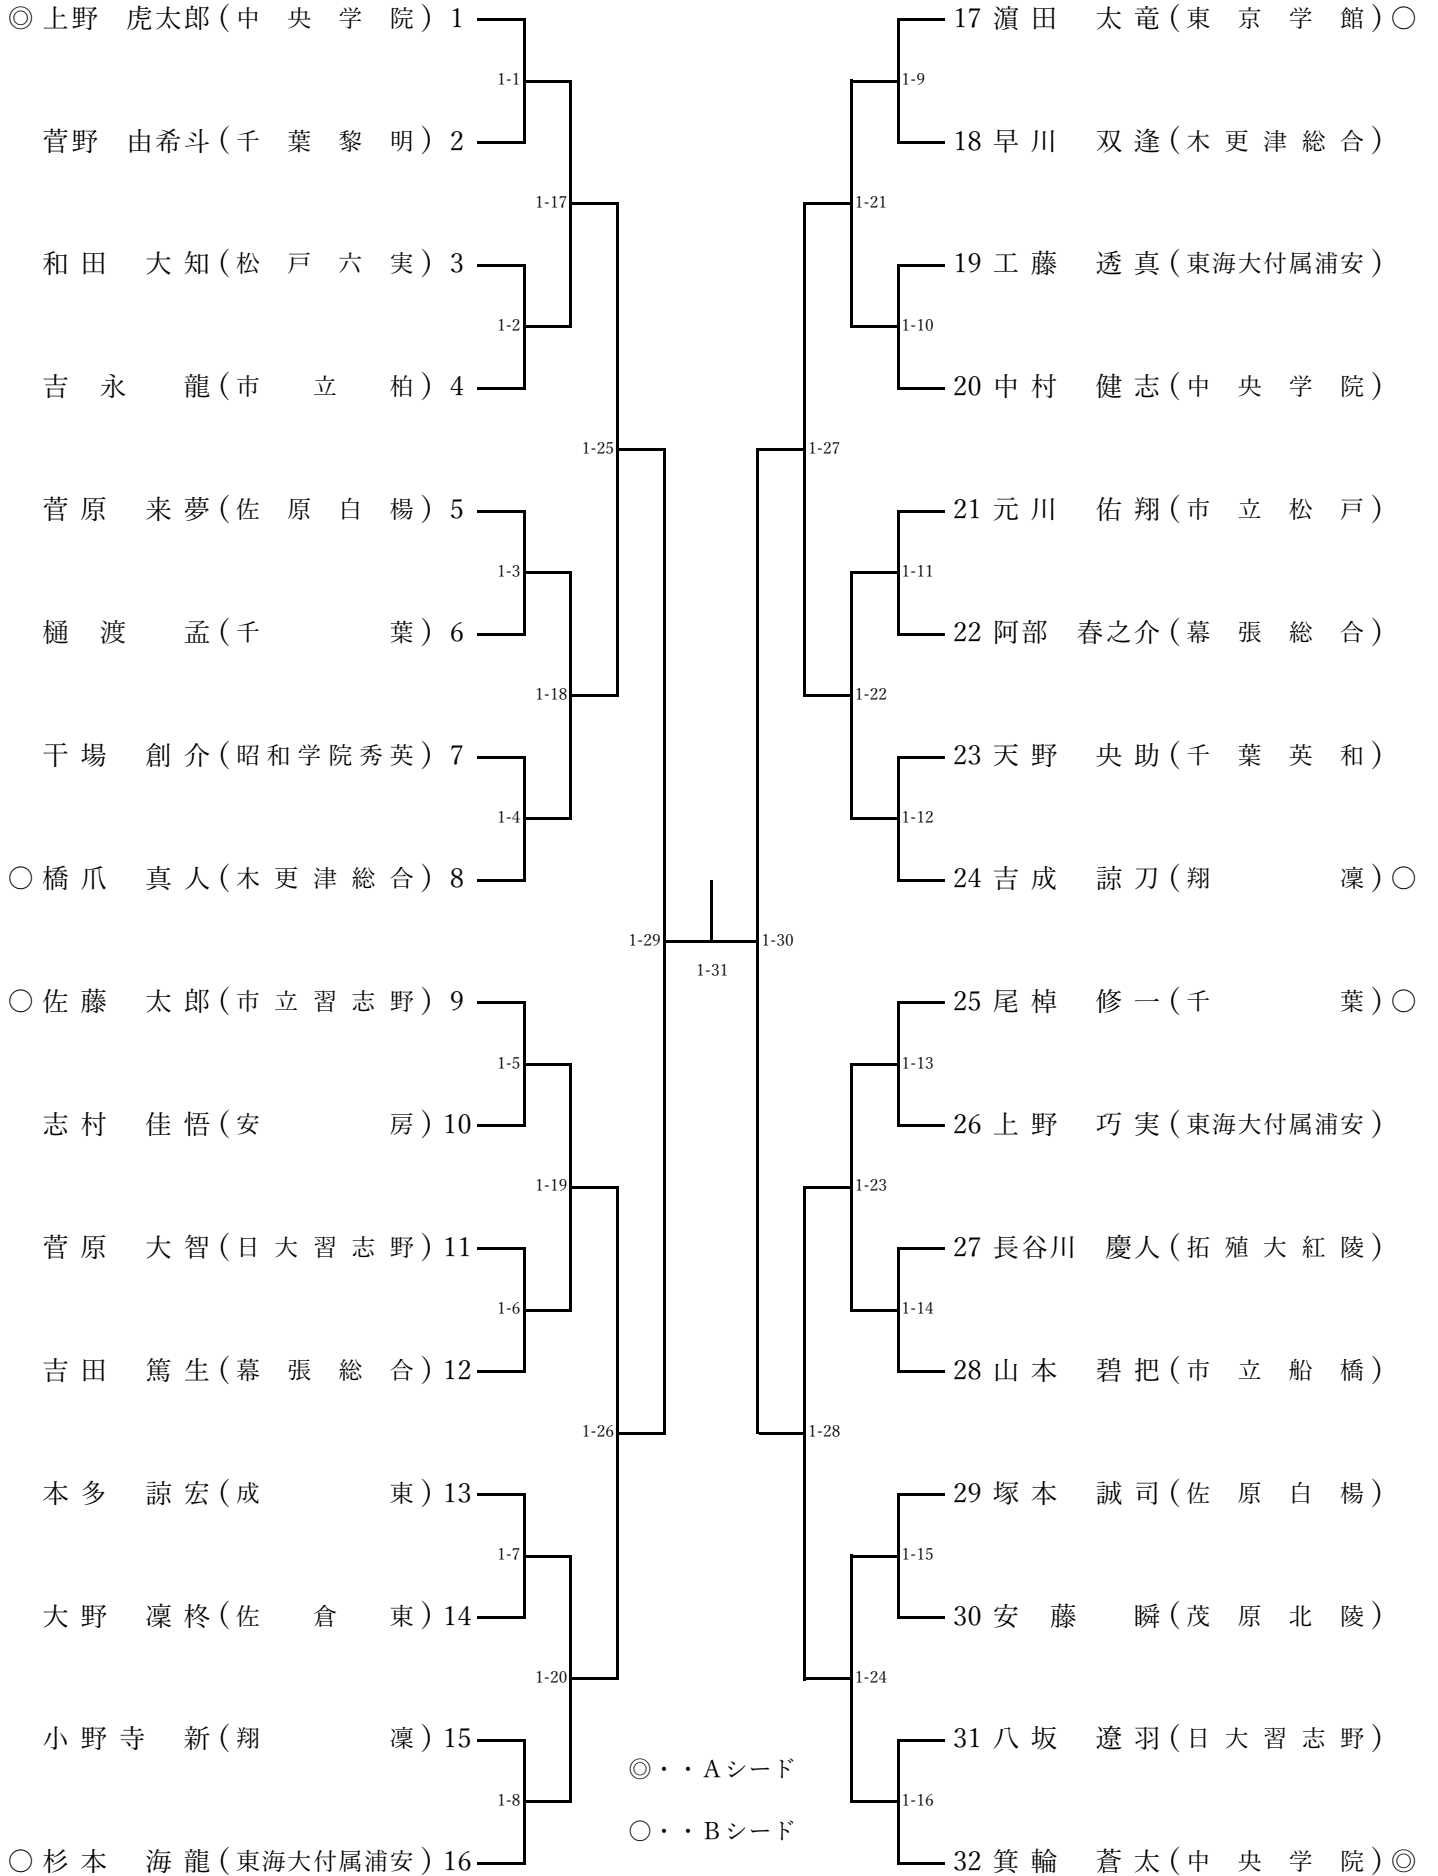 ◎ 上野 虎太郎 (中央学院) 1
1-1
菅野 由希斗 (千葉黎明) 2
1-17
和田 大知 (松戸六実) 3
1-2
吉永 龍 (市立柏) 4
1-25
菅原 来夢 (佐原白楊) 5
1-3
樋渡 孟 (千葉) 6
1-18
干場 創介 (昭和学院秀英) 7
1-4
○ 橋爪 真人 (木更津総合) 8
1-29
○ 佐藤 太郎 (市立習志野) 9
1-5
志村 佳悟 (安房) 10
1-19
菅原 大智 (日大習志野) 11
1-6
吉田 篤生 (幕張総合) 12
1-26
本多 諒宏 (成東) 13
1-7
大野 凜柊 (佐倉東) 14
1-20
小野寺 新 (翔凜) 15
1-8
○ 杉本 海龍 (東海大付属浦安) 16
1-31
17 濵田 太竜 (東京学館) ○
1-9
18 早川 双逢 (木更津総合)
1-21
19 工藤 透真 (東海大付属浦安)
1-10
20 中村 健志 (中央学院)
1-27
21 元川 佑翔 (市立松戸)
1-11
22 阿部 春之介 (幕張総合)
1-22
23 天野 央助 (千葉英和)
1-12
24 吉成 諒刀 (翔凜) ○
1-30
25 尾棹 修一 (千葉) ○
1-13
26 上野 巧実 (東海大付属浦安)
1-23
27 長谷川 慶人 (拓殖大紅陵)
1-14
28 山本 碧把 (市立船橋)
1-28
29 塚本 誠司 (佐原白楊)
1-15
30 安藤 瞬 (茂原北陵)
1-24
31 八坂 遼羽 (日大習志野)
1-16
32 箕輪 蒼太 (中央学院) ◎
◎・・Aシード
○・・Bシード